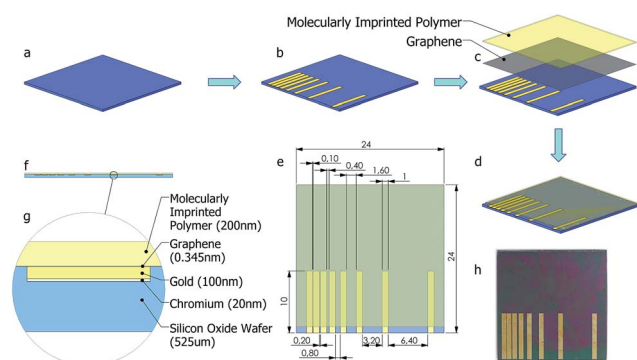 Molecularly Imprinted Polymer
Graphene
a
b
c
d
24
0,10
0,40
1,60
1
e
24
10
0,20
0,80
3,20
6,40
f
g
Molecularly
Imprinted
Polymer (200nm)
Graphene
(0.345nm)
Gold (100nm)
Chromium (20nm)
Silicon Oxide Wafer
(525um)
h